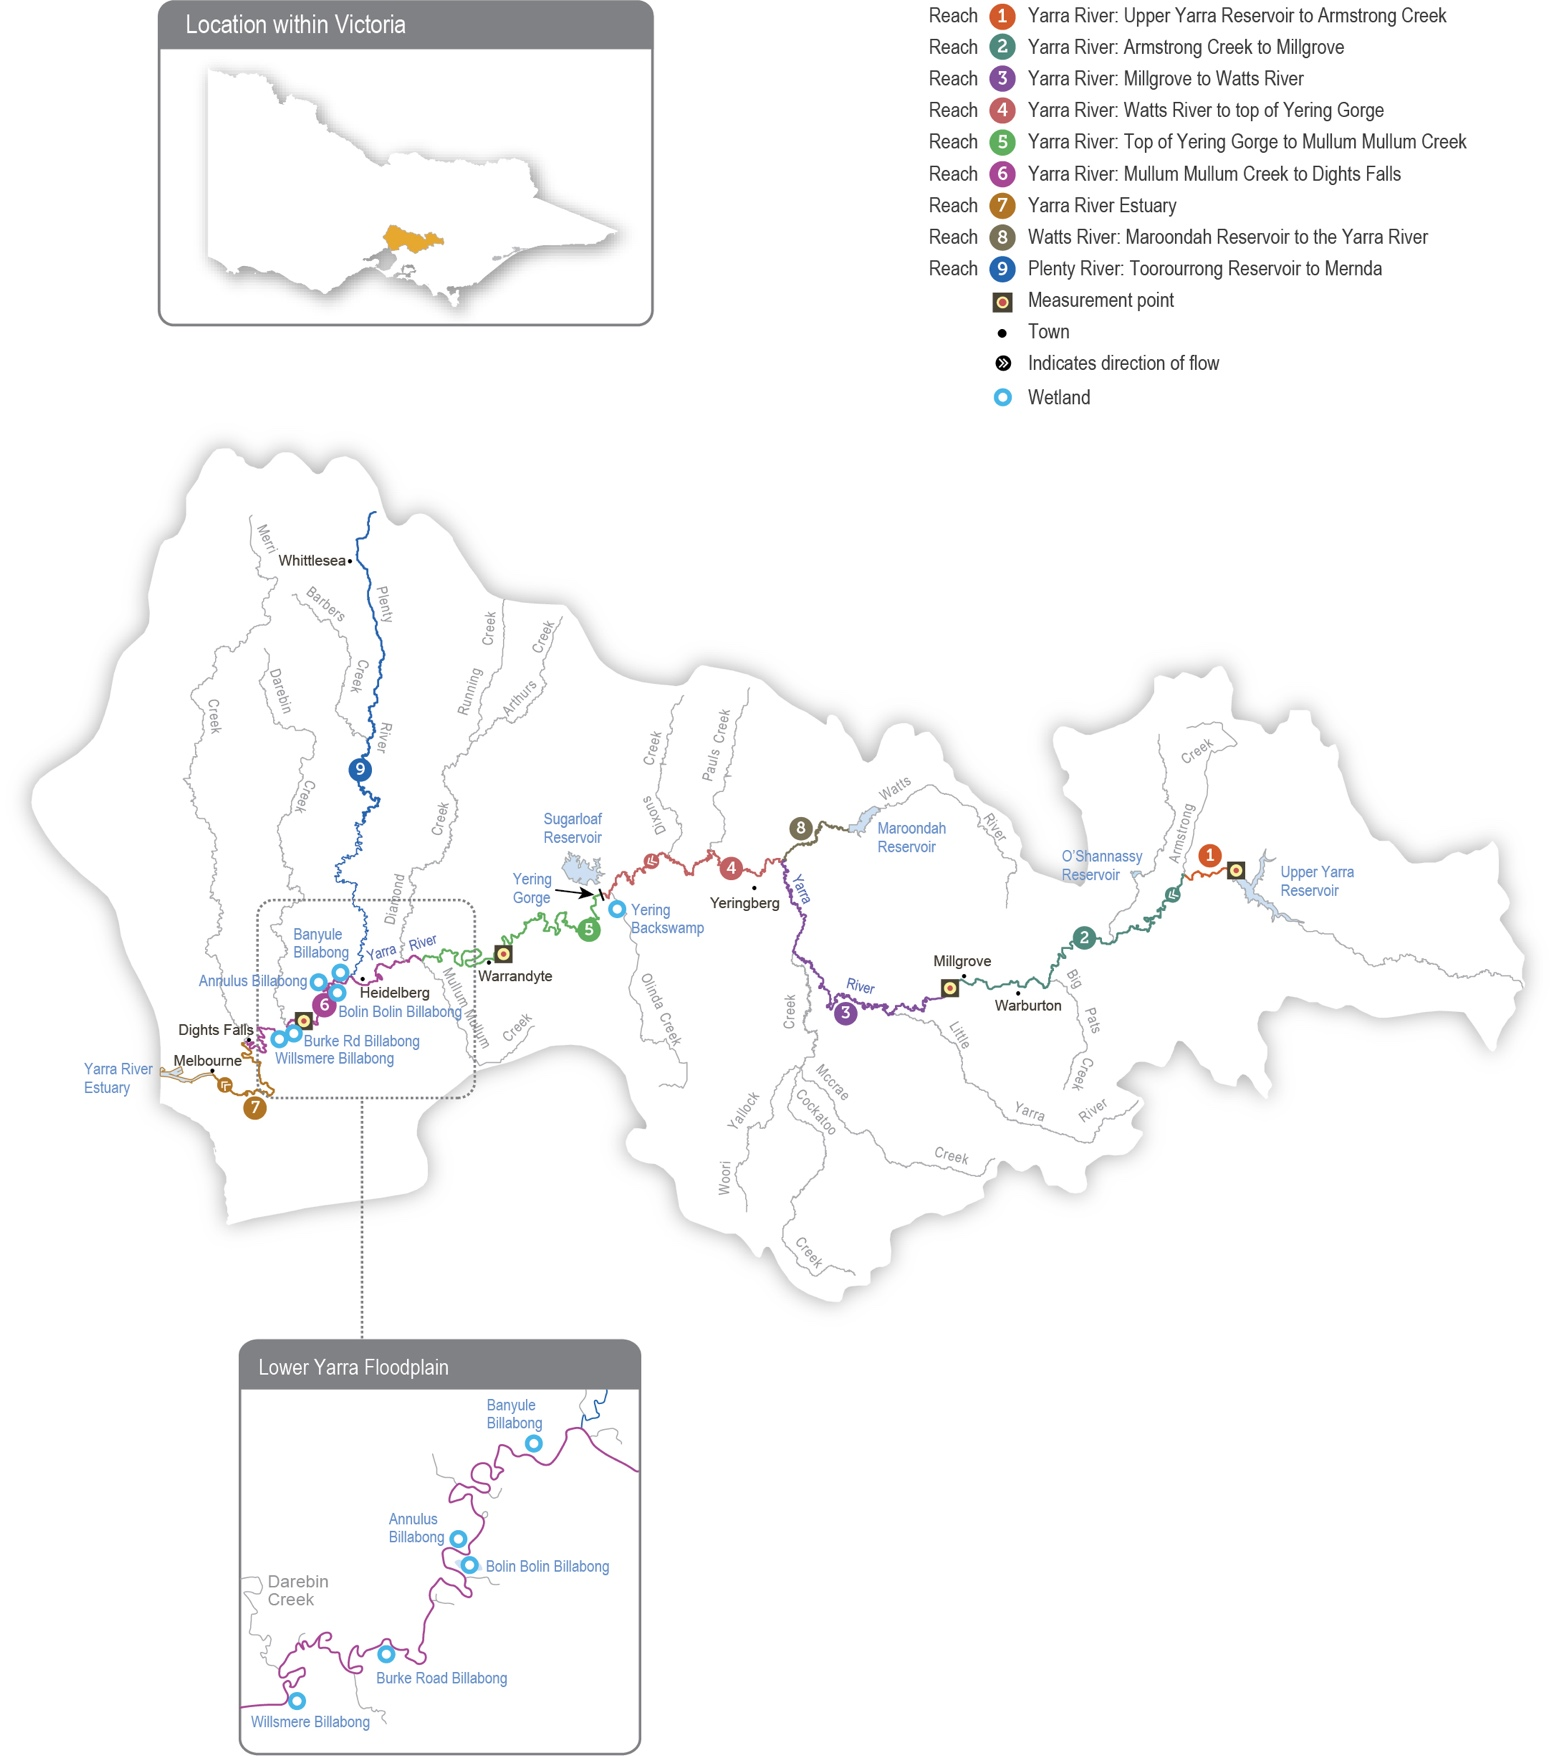 Location within Victoria
Reach 1 Yarra River: Upper Yarra Reservoir to Armstrong Creek
Reach 2 Yarra River: Armstrong Creek to Millgrove
Reach 3 Yarra River: Millgrove to Watts River
Reach 4 Yarra River: Watts River to top of Yering Gorge
Reach 5 Yarra River: Top of Yering Gorge to Mullum Mullum Creek
Reach 6 Yarra River: Mullum Mullum Creek to Dights Falls
Reach 7 Yarra River Estuary
Reach 8 Watts River: Maroondah Reservoir to the Yarra River
Reach 9 Plenty River: Toorourrong Reservoir to Mernda
Measurement point
Town
Indicates direction of flow
Wetland
Merri
Creek
Whittlesea
Barbers
Creek
Plenty
River
Darebin
Creek
9
Running
Creek
Arthurs
Creek
Diamond
Creek
Dixons
Creek
Pauls Creek
Sugarloaf
Reservoir
Yering
Gorge
Yering
Backswamp
5
4
Yeringberg
8
Watts
River
Maroondah
Reservoir
O'Shannassy
Reservoir
Armstrong
Creek
1
Upper Yarra
Reservoir
2
Millgrove
Warburton
Big
Pats
Creek
Yarra
River
3
Little
Yarra
River
Creek
Mccrae
Cockatoo
Creek
Creek
Woori
Yallock
Olinda Creek
Warrandyte
Mullum Mullum
Creek
Yarra River
Banyule
Billabong
Annulus Billabong
Heidelberg
6
Bolin Bolin Billabong
Dights Falls
Burke Rd Billabong
Willsmere Billabong
Melbourne
Yarra River
Estuary
7
Lower Yarra Floodplain
Banyule
Billabong
Annulus
Billabong
Bolin Bolin Billabong
Darebin
Creek
Burke Road Billabong
Willsmere Billabong